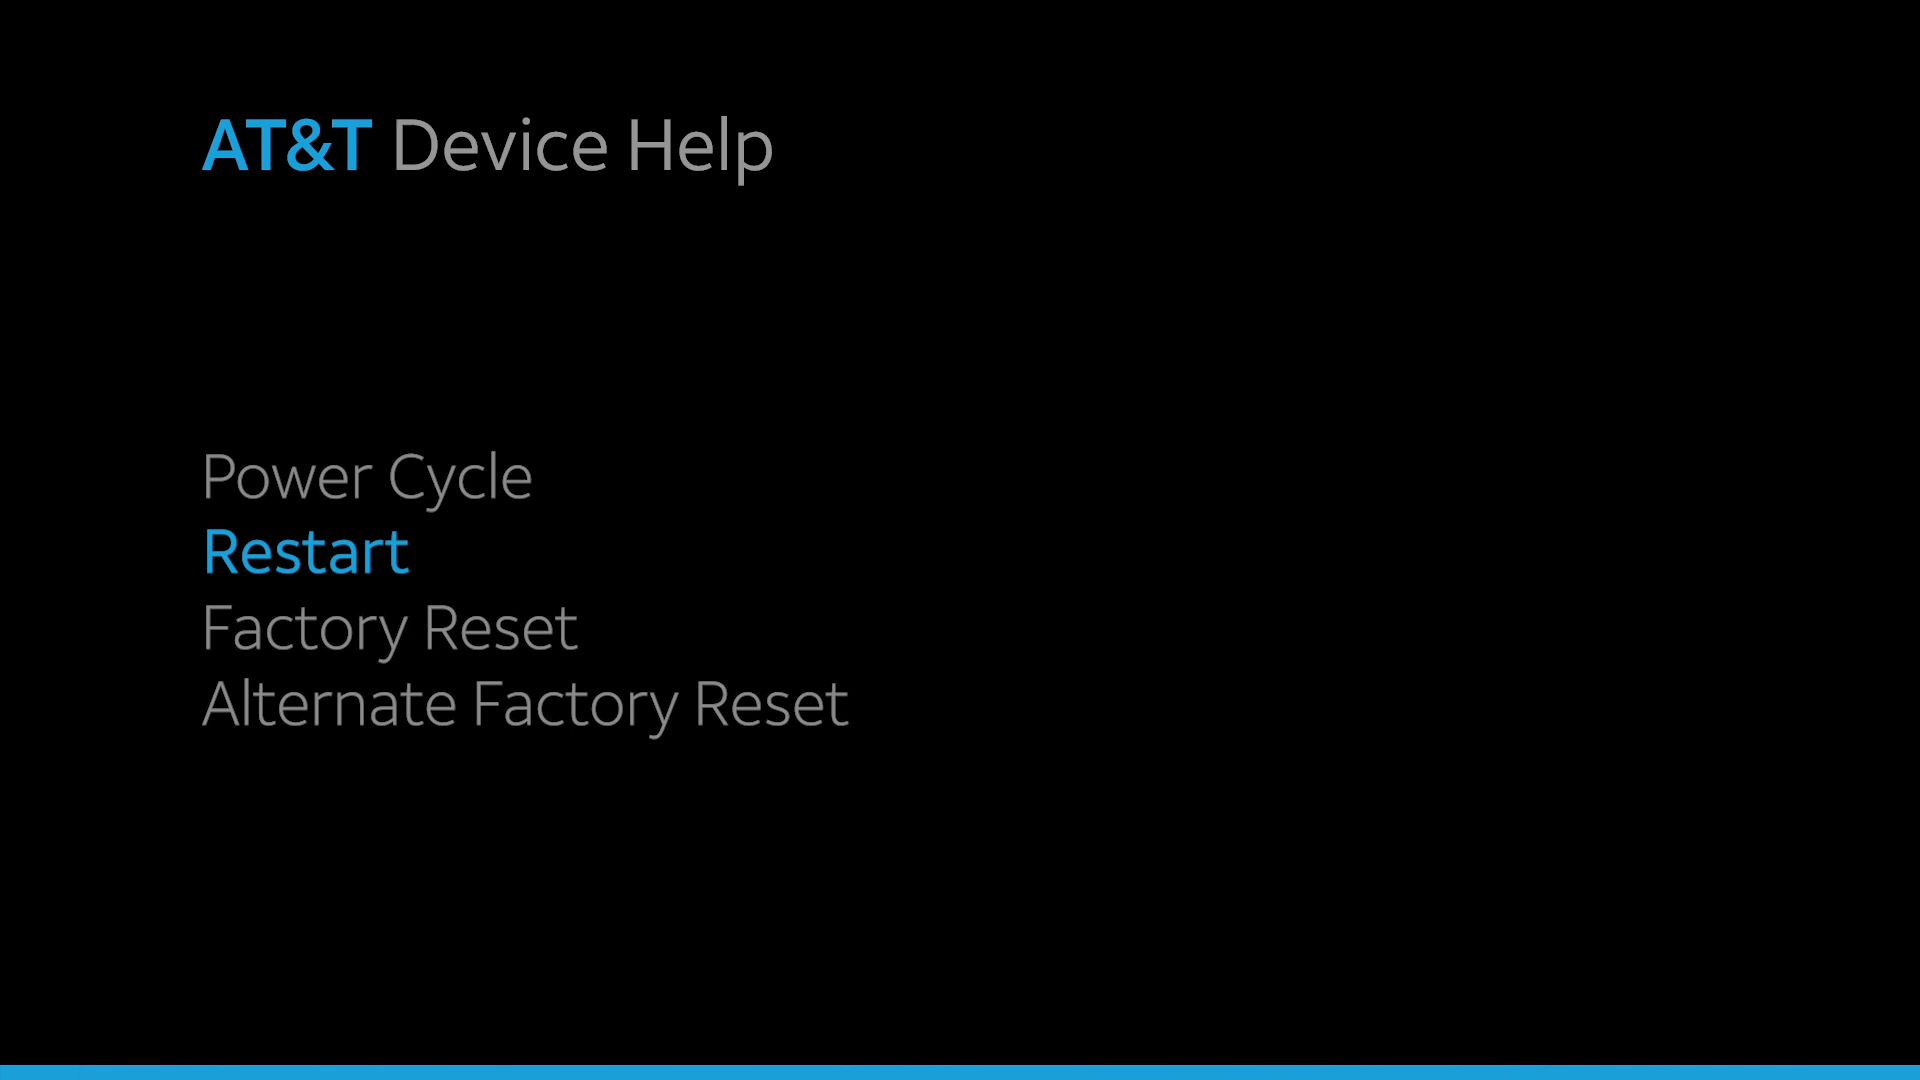 AT&T Device Help
Power Cycle
Restart
Factory Reset
Alternate Factory Reset